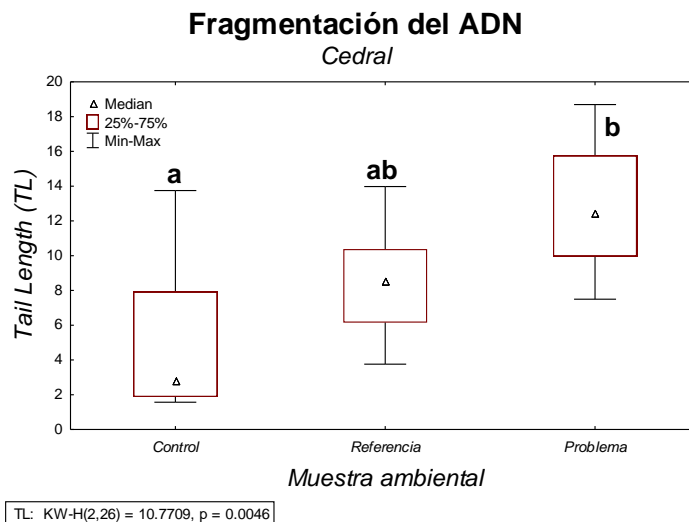 Fragmentación del ADN
Cedral
Median
25%-75%
Min-Max
a
ab
b
Tail Length (TL)
20
18
16
14
12
10
8
6
4
2
0
Control
Referencia
Problema
Muestra ambiental
TL: KW-H(2,26) = 10.7709, p = 0.0046